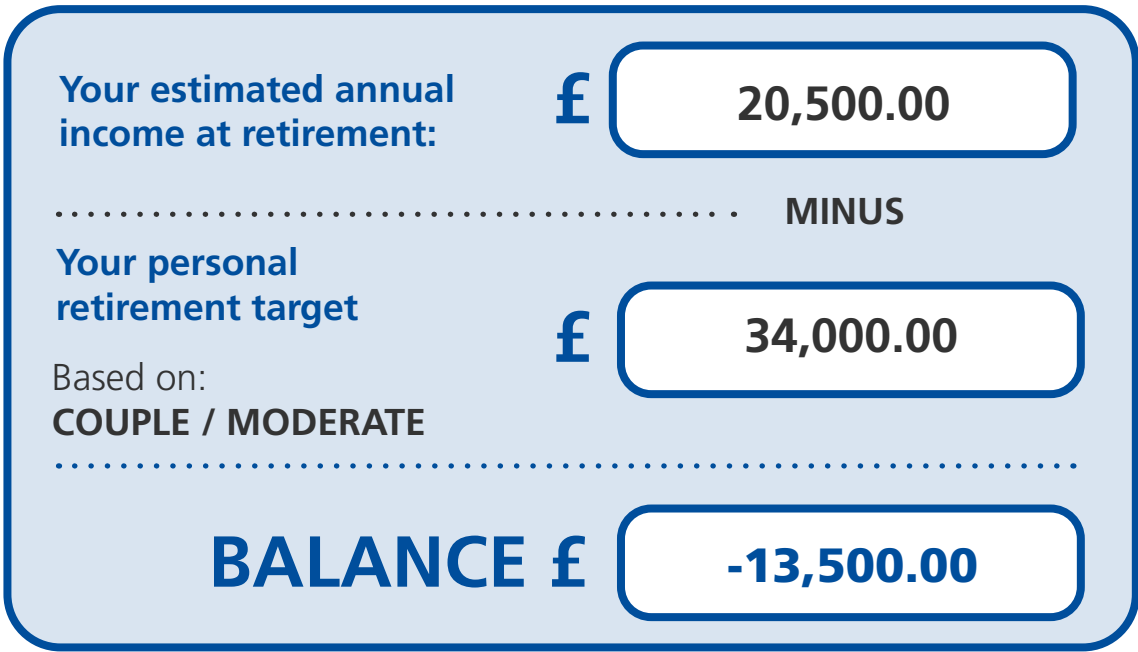 Your estimated annual
income at retirement:
£ 20,500.00
MINUS
Your personal
retirement target
£ 34,000.00
Based on:
COUPLE / MODERATE
BALANCE £ -13,500.00